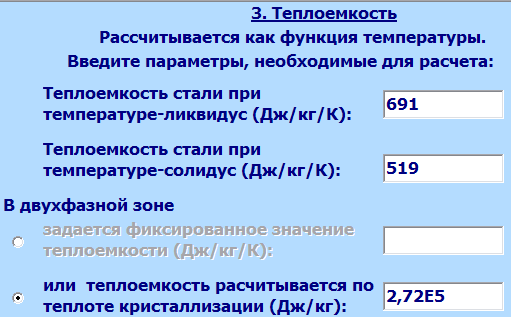 3. Теплоемкость
Рассчитывается как функция температуры.
Введите параметры, необходимые для расчета:
Теплоемкость стали при
температуре-ликвидус (Дж/кг/К):
691
Теплоемкость стали при
температуре-солидус (Дж/кг/К):
519
В двухфазной зоне
задается фиксированное значение
теплоемкости (Дж/кг/К):
или теплоемкость расчитывается по
теплоте кристаллизации (Дж/кг):
2,72E5